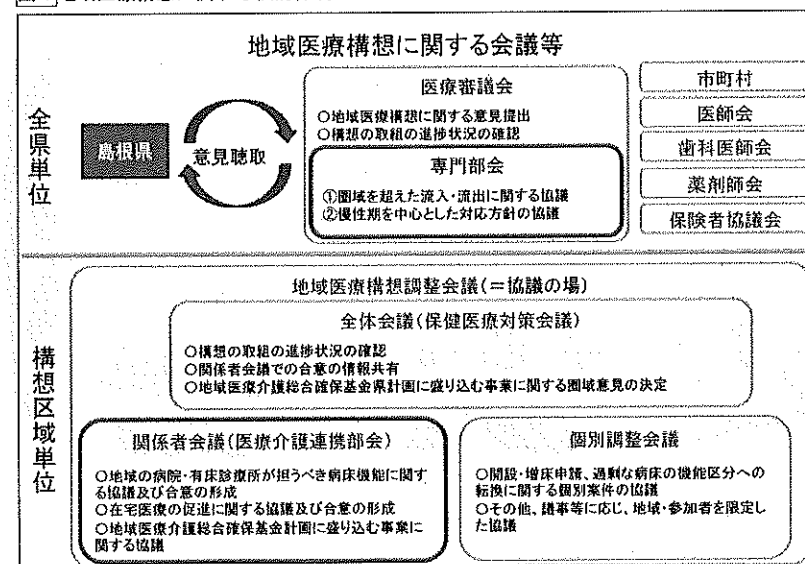 地域医療構想に関する会議等
全県単位
島根県
意見聴取
医療審議会
○地域医療構想に関する意見提出
○構想の取組の進捗状況の確認
専門部会
①圏域を超えた流入・流出に関する協議
②慢性期を中心とした対応方針の協議
市町村
医師会
歯科医師会
薬剤師会
保険者協議会
構想区域単位
地域医療構想調整会議(=協議の場)
全体会議(保健医療対策会議)
○構想の取組の進捗状況の確認
○関係者会議での合意の情報共有
○地域医療介護総合確保基金県計画に盛り込む事業に関する圏域意見の決定
関係者会議(医療介護連携部会)
○地域の病院・有床診療所が担うべき病床機能に関す
る協議及び合意の形成
○在宅医療の促進に関する協議及び合意の形成
○地域医療介護総合確保基金計画に盛り込む事業に
関する協議
個別調整会議
○開設・増床申請、過剰な病床の機能区分への
転換に関する個別案件の協議
○その他、議事等に応じ、地域・参加者を限定し
た協議